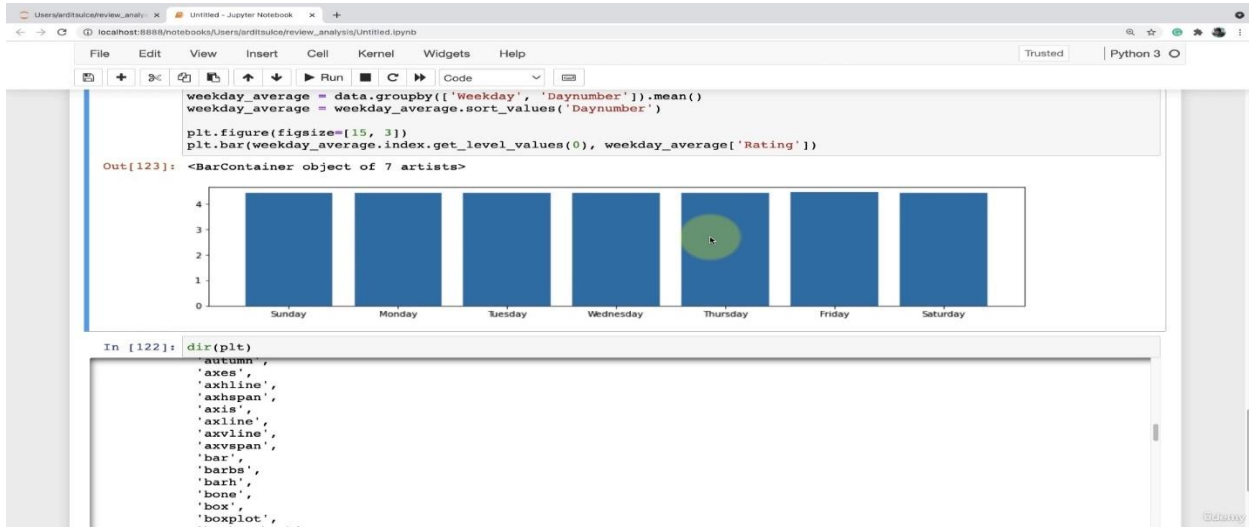 Users/arditsulce/review_analy
Untitled - Jupyter Notebook
localhost:8888/notebooks/Users/arditsulce/review_analysis/Untitled.ipynb
File Edit View Insert Cell Kernel Widgets Help
Trusted Python 3
Run Code
weekday_average = data.groupby(['Weekday', 'Daynumber']).mean()
weekday_average = weekday_average.sort_values('Daynumber')
plt.figure(figsize=[15, 3])
plt.bar(weekday_average.index.get_level_values(0), weekday_average['Rating'])
Out[123]: <BarContainer object of 7 artists>
4
3
2
1
0
Sunday Monday Tuesday Wednesday Thursday Friday Saturday
In [122]: dir(plt)
'autumn',
'axes',
'axhline',
'axhspan',
'axis',
'axline',
'axvline',
'axvspan',
'bar',
'barbs',
'barh',
'bone',
'box',
'boxplot',
Udemy